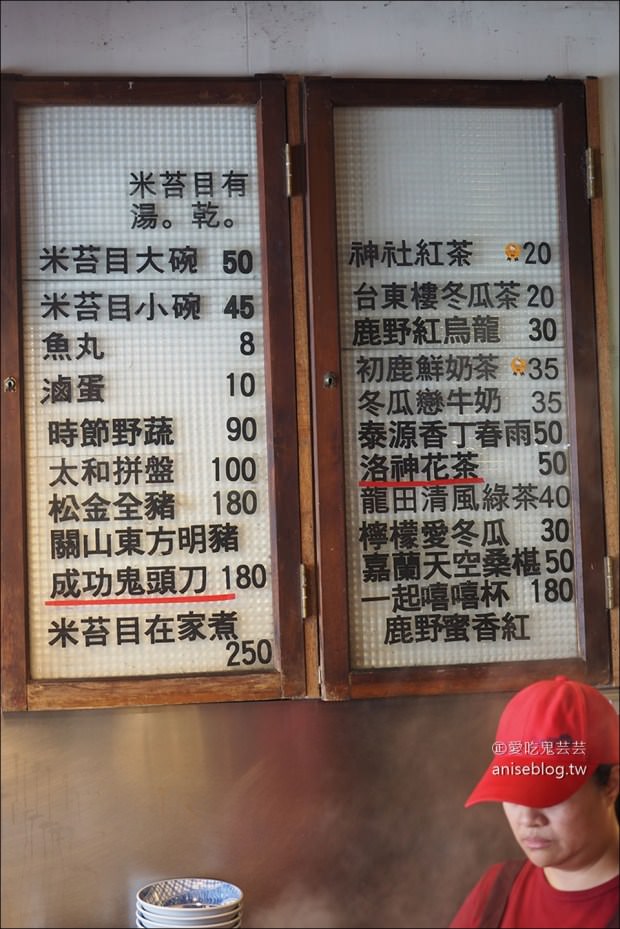 米苔目有
湯。乾。
米苔目大碗 50
米苔目小碗 45
魚丸 8
滷蛋 10
時節野蔬 90
太和拼盤 100
松金全豬 180
關山東方明豬
成功鬼頭刀 180
米苔目在家煮
250
神社紅茶 20
台東樓冬瓜茶 20
鹿野紅烏龍 30
初鹿鮮奶茶 35
冬瓜戀牛奶 35
泰源香丁春雨 50
洛神花茶 50
龍田清風綠茶 40
檸檬愛冬瓜 30
嘉蘭天空桑椹 50
一起嘻嘻杯 180
鹿野蜜香紅
㊣愛吃鬼芸芸
aniseblog.tw